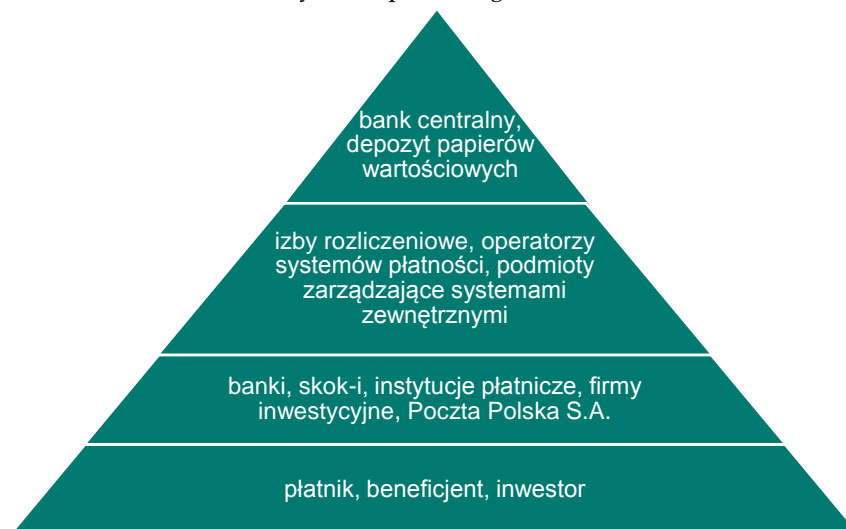 bank centralny,
depozyt papierów
wartościowych
izby rozliczeniowe, operatorzy
systemów płatności, podmioty
zarządzające systemami
zewnętrznymi
banki, skok-i, instytucje płatnicze, firmy
inwestycyjne, Poczta Polska S.A.
płatnik, beneficjent, inwestor